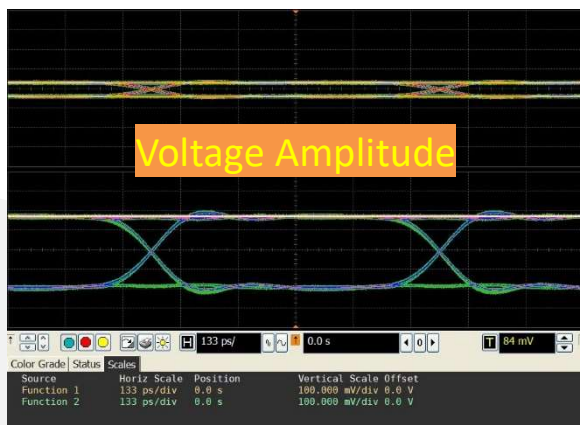 Voltage Amplitude
H 133 ps/ 0.0 s 0 T 84 mV
Color Grade Status Scales
Source Horiz Scale Position Vertical Scale Offset
Function 1 133 ps/div 0.0 s 100.000 mV/div 0.0 V
Function 2 133 ps/div 0.0 s 100.000 mV/div 0.0 V